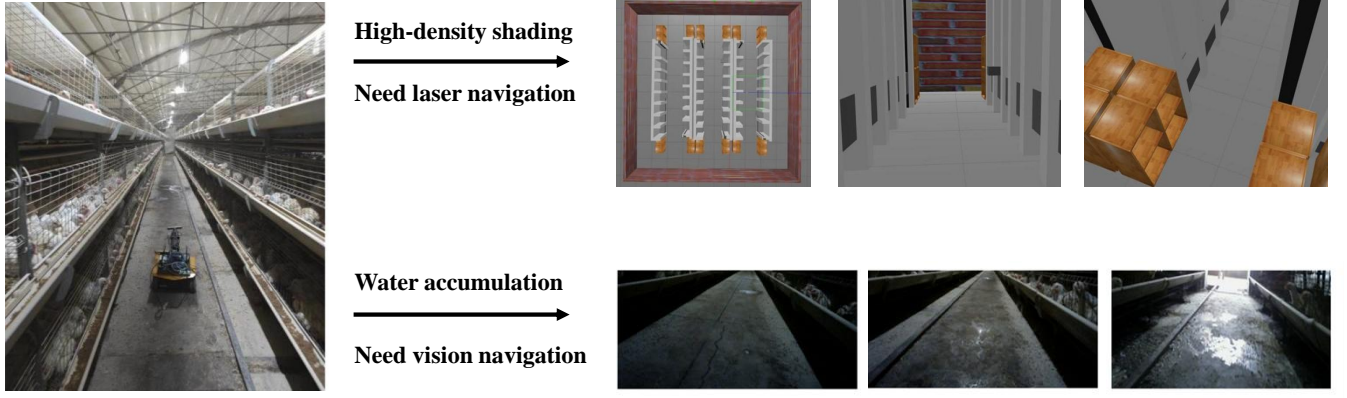 High-density shading
Need laser navigation
Water accumulation
Need vision navigation